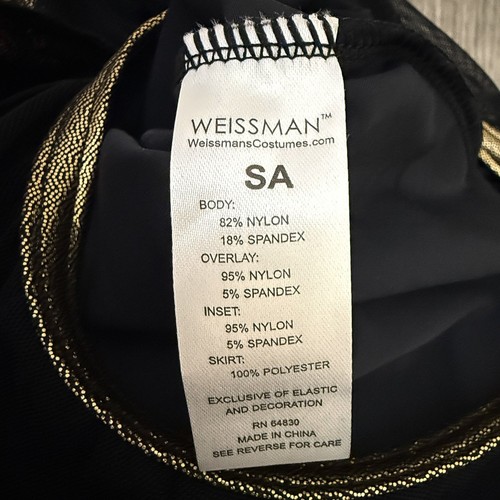 WEISSMAN™
WeissmansCostumes.com
SA
BODY:
82% NYLON
18% SPANDEX
OVERLAY:
95% NYLON
5% SPANDEX
INSET:
95% NYLON
5% SPANDEX
SKIRT:
100% POLYESTER
EXCLUSIVE OF ELASTIC
AND DECORATION
RN 64830
MADE IN CHINA
SEE REVERSE FOR CARE